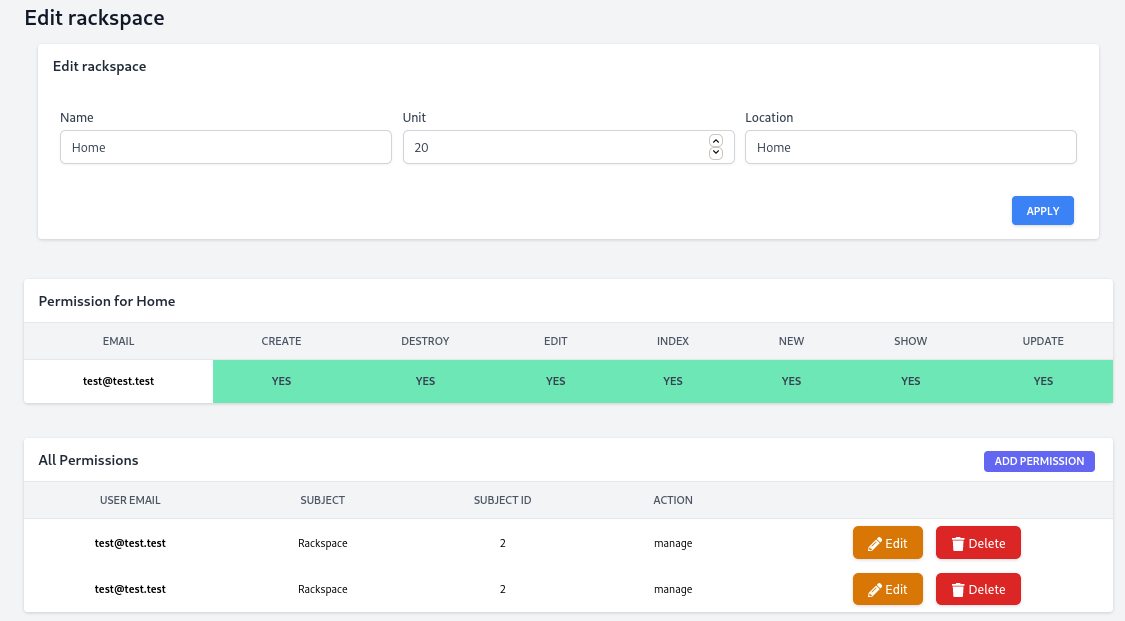 Edit rackspace
Edit rackspace
Name Unit Location
Home 20 Home
APPLY
Permission for Home
EMAIL CREATE DESTROY EDIT INDEX NEW SHOW UPDATE
test@test.test YES YES YES YES YES YES YES
All Permissions ADD PERMISSION
USER EMAIL SUBJECT SUBJECT ID ACTION
test@test.test Rackspace 2 manage Edit Delete
test@test.test Rackspace 2 manage Edit Delete